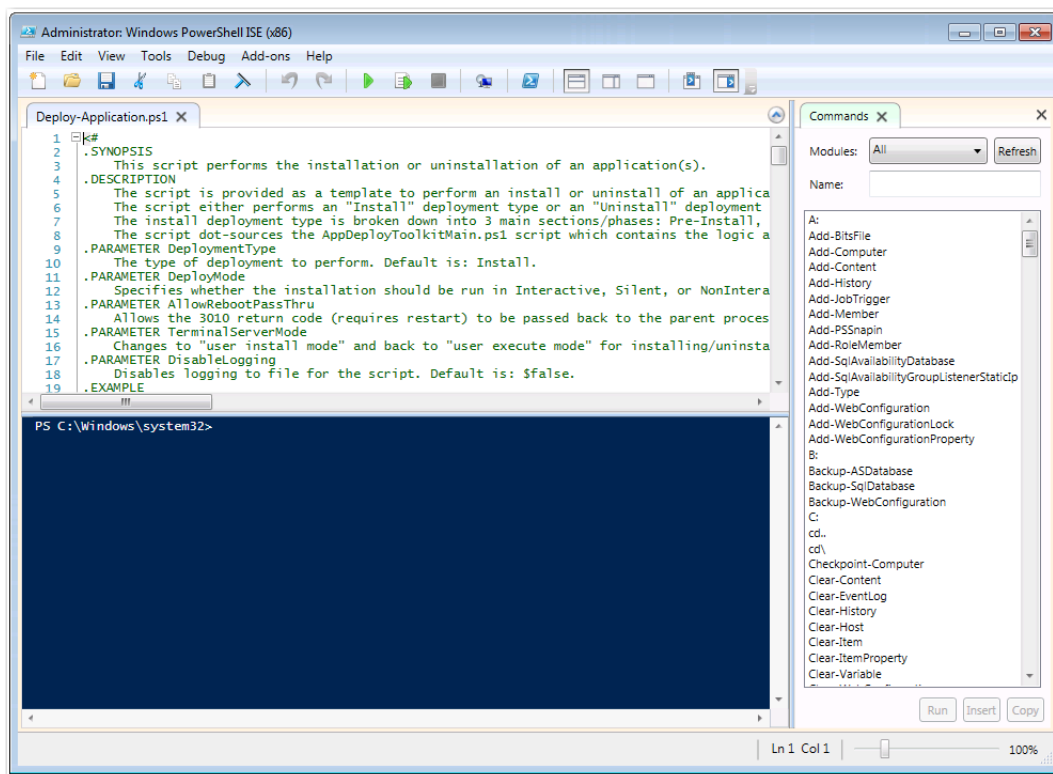 Administrator: Windows PowerShell ISE (x86)
File Edit View Tools Debug Add-ons Help
Deploy-Application.ps1
1 <#
2 .SYNOPSIS
3 This script performs the installation or uninstallation of an application(s).
4 .DESCRIPTION
5 The script is provided as a template to perform an install or uninstall of an applica
6 The script either performs an "Install" deployment type or an "Uninstall" deployment
7 The install deployment type is broken down into 3 main sections/phases: Pre-Install,
8 The script dot-sources the AppDeployToolkitMain.ps1 script which contains the logic a
9 .PARAMETER DeploymentType
10 The type of deployment to perform. Default is: Install.
11 .PARAMETER DeployMode
12 Specifies whether the installation should be run in Interactive, Silent, or NonIntera
13 .PARAMETER AllowRebootPassThru
14 Allows the 3010 return code (requires restart) to be passed back to the parent proces
15 .PARAMETER TerminalServerMode
16 Changes to "user install mode" and back to "user execute mode" for installing/uninsta
17 .PARAMETER DisableLogging
18 Disables logging to file for the script. Default is: $false.
19 .EXAMPLE
PS C:\Windows\system32>
Commands
Modules: All Refresh
Name:
A:
Add-BitsFile
Add-Computer
Add-Content
Add-History
Add-JobTrigger
Add-Member
Add-PSSnapin
Add-RoleMember
Add-SqlAvailabilityDatabase
Add-SqlAvailabilityGroupListenerStaticIp
Add-Type
Add-WebConfiguration
Add-WebConfigurationLock
Add-WebConfigurationProperty
B:
Backup-ASDatabase
Backup-SqlDatabase
Backup-WebConfiguration
C:
cd..
cd\
Checkpoint-Computer
Clear-Content
Clear-EventLog
Clear-History
Clear-Host
Clear-Item
Clear-ItemProperty
Clear-Variable
Run Insert Copy
Ln 1 Col 1 100%